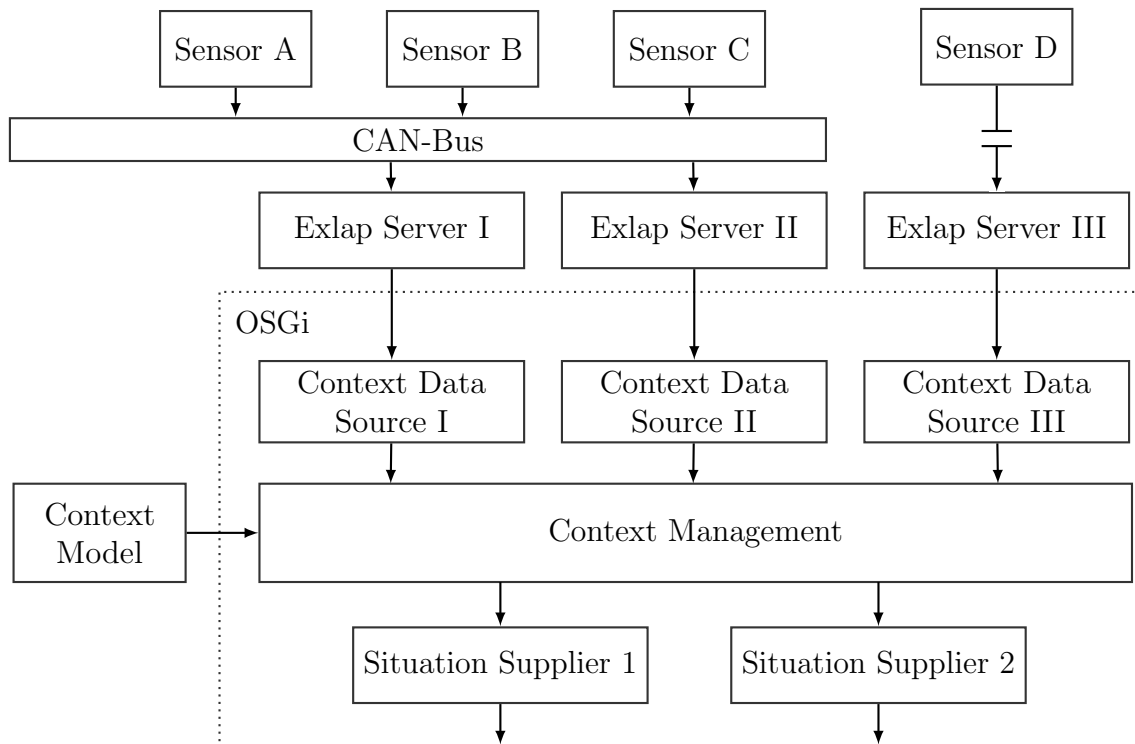 Sensor A
Sensor B
Sensor C
Sensor D
CAN-Bus
Exlap Server I
Exlap Server II
Exlap Server III
OSGi
Context Data
Source I
Context Data
Source II
Context Data
Source III
Context
Model
Context Management
Situation Supplier 1
Situation Supplier 2